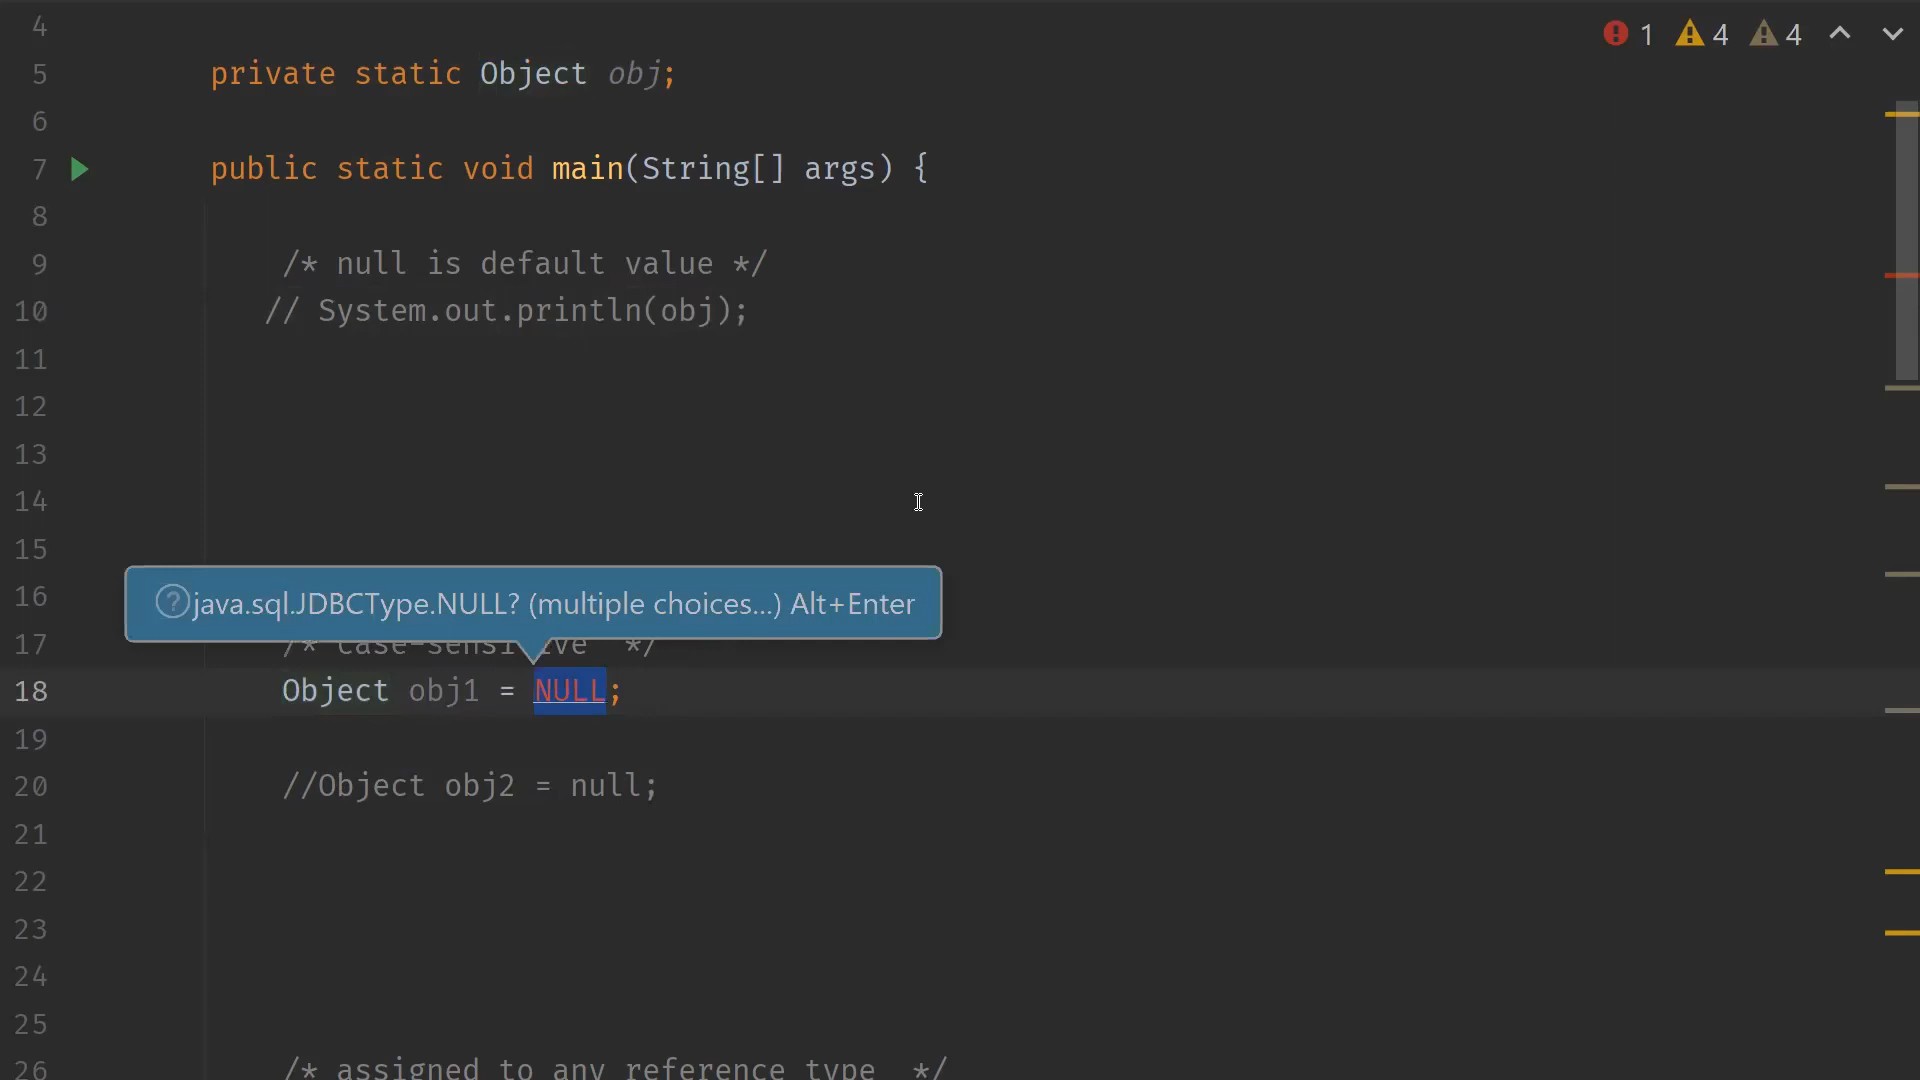 4
5 private static Object obj;
6
7 public static void main(String[] args) {
8
9 /* null is default value */
10 // System.out.println(obj);
11
12
13
14
15
16
java.sql.JDBCType.NULL? (multiple choices...) Alt+Enter
17 /* case-sensitive */
18 Object obj1 = NULL;
19
20 //Object obj2 = null;
21
22
23
24
25
26 /* assigned to any reference type */
1 4 4